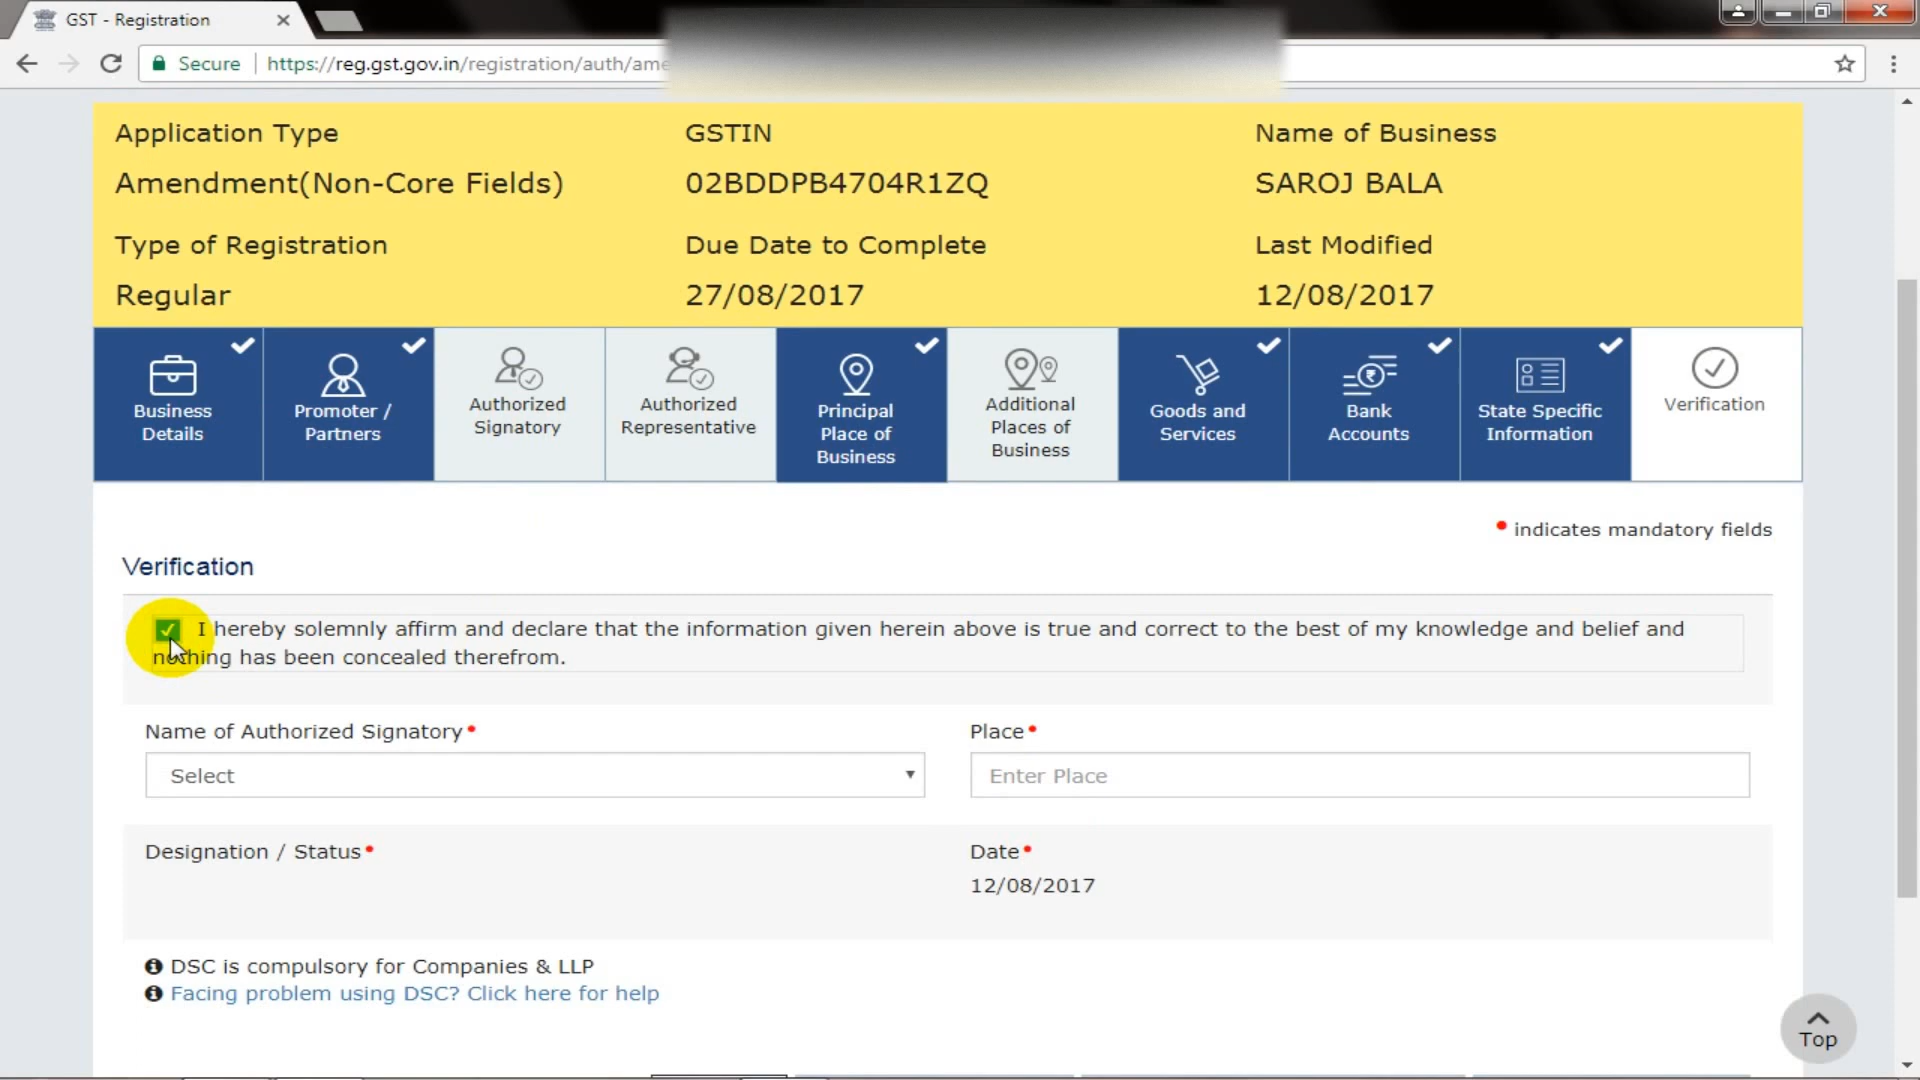 GST - Registration
Secure
https://reg.gst.gov.in/registration/auth/ame
Application Type
GSTIN
Name of Business
Amendment(Non-Core Fields)
02BDDPB4704R1ZQ
SAROJ BALA
Type of Registration
Due Date to Complete
Last Modified
Regular
27/08/2017
12/08/2017
Business
Details
Promoter /
Partners
Authorized
Signatory
Authorized
Representative
Principal
Place of
Business
Additional
Places of
Business
Goods and
Services
Bank
Accounts
State Specific
Information
Verification
• indicates mandatory fields
Verification
I hereby solemnly affirm and declare that the information given herein above is true and correct to the best of my knowledge and belief and
nothing has been concealed therefrom.
Name of Authorized Signatory•
Place•
Select
Enter Place
Designation / Status•
Date•
12/08/2017
DSC is compulsory for Companies & LLP
Facing problem using DSC? Click here for help
Top